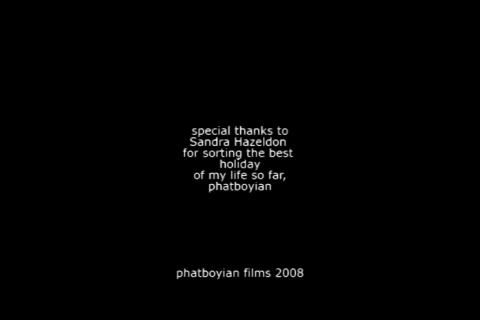 special thanks to
Sandra Hazeldon
for sorting the best
holiday
of my life so far,
phatboyian
phatboyian films 2008